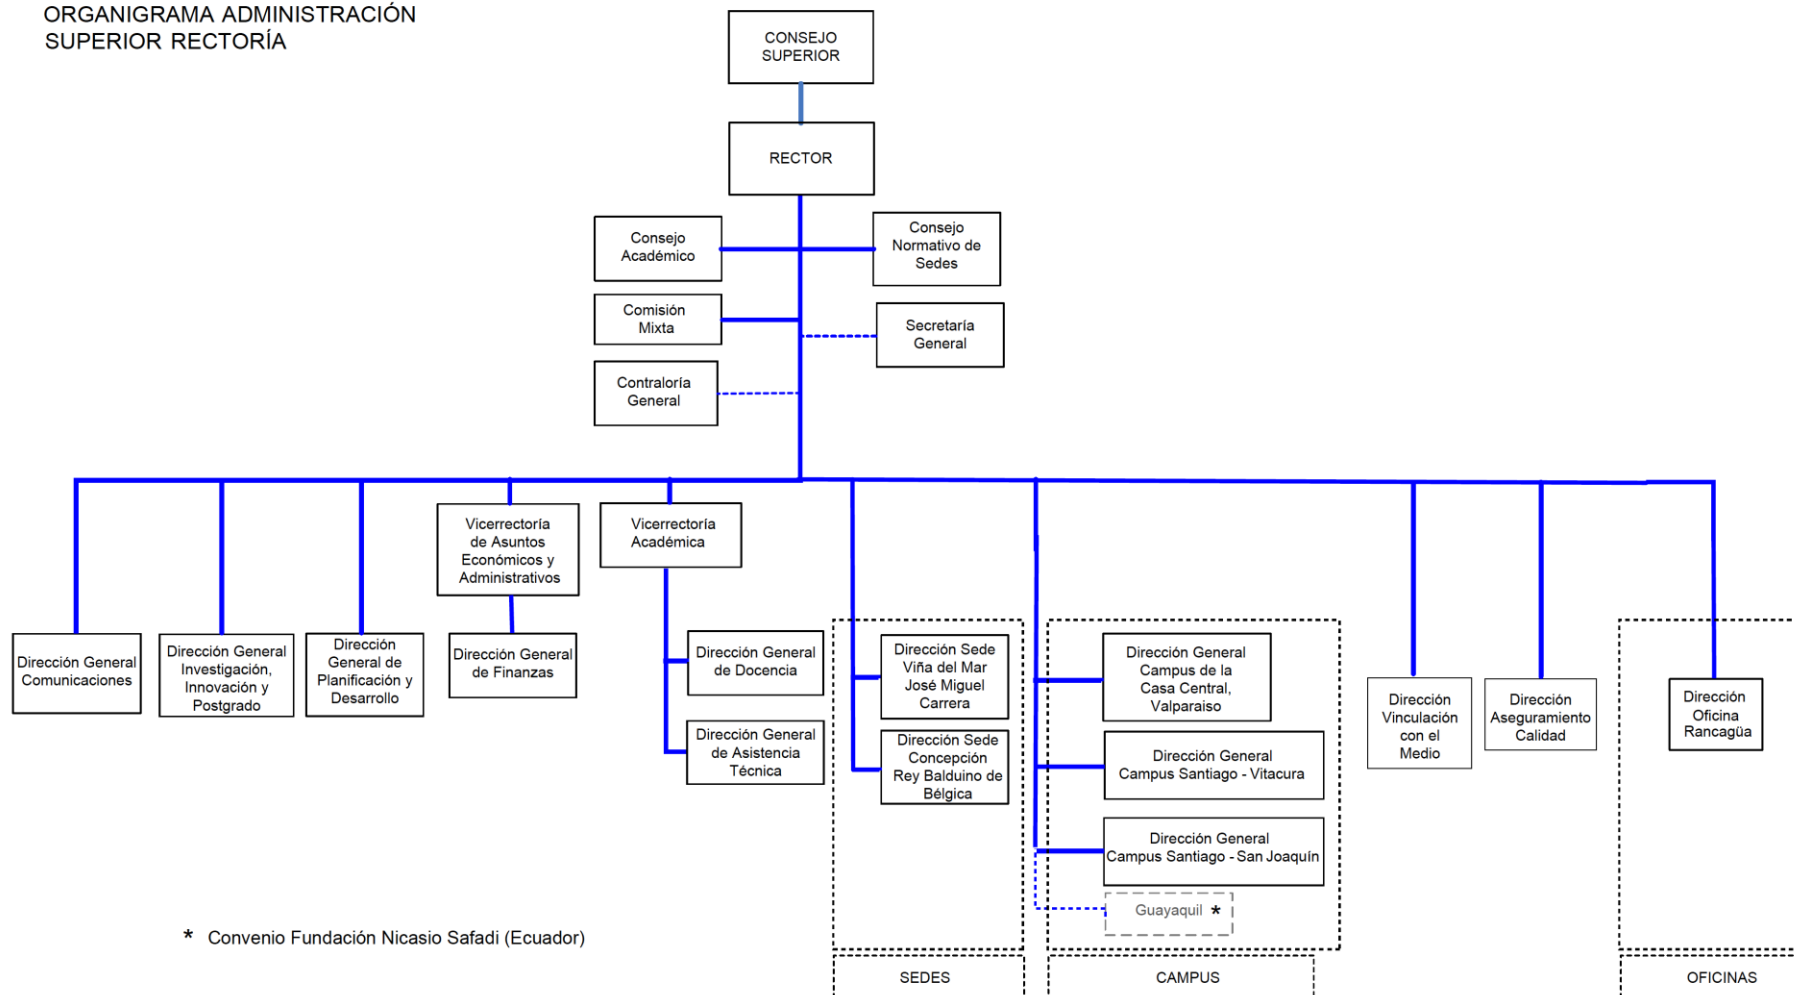 ORGANIGRAMA ADMINISTRACIÓN
SUPERIOR RECTORÍA
CONSEJO
SUPERIOR
RECTOR
Consejo
Académico
Consejo
Normativo de
Sedes
Comisión
Mixta
Secretaría
General
Contraloría
General
Vicerrectoría
de Asuntos
Económicos y
Administrativos
Vicerrectoría
Académica
Dirección General
Comunicaciones
Dirección General
Investigación,
Innovación y
Postgrado
Dirección
General de
Planificación y
Desarrollo
Dirección General
de Finanzas
Dirección General
de Docencia
Dirección General
de Asistencia
Técnica
Dirección Sede
Viña del Mar
José Miguel
Carrera
Dirección Sede
Concepción
Rey Balduino de
Bélgica
Dirección General
Campus de la
Casa Central,
Valparaiso
Dirección General
Campus Santiago - Vitacura
Dirección General
Campus Santiago - San Joaquín
Guayaquil *
Dirección
Vinculación
con el
Medio
Dirección
Aseguramiento
Calidad
Dirección
Oficina
Rancagüa
* Convenio Fundación Nicasio Safadi (Ecuador)
SEDES
CAMPUS
OFICINAS